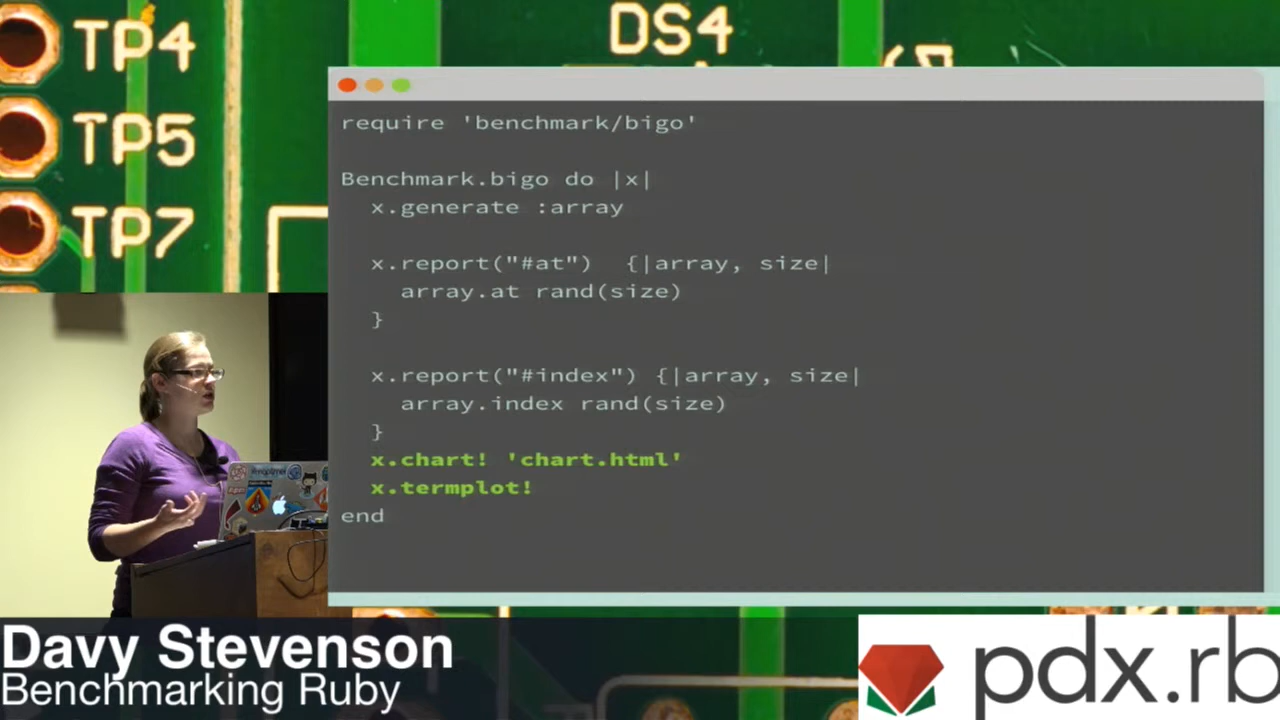 TP4
TP5
TP7
DS4
require 'benchmark/bigo'
Benchmark.bigo do |x|
x.generate :array
x.report("#at") {|array, size|
array.at rand(size)
}
x.report("#index") {|array, size|
array.index rand(size)
}
x.chart! 'chart.html'
x.termplot!
end
Davy Stevenson
Benchmarking Ruby
pdx.rb